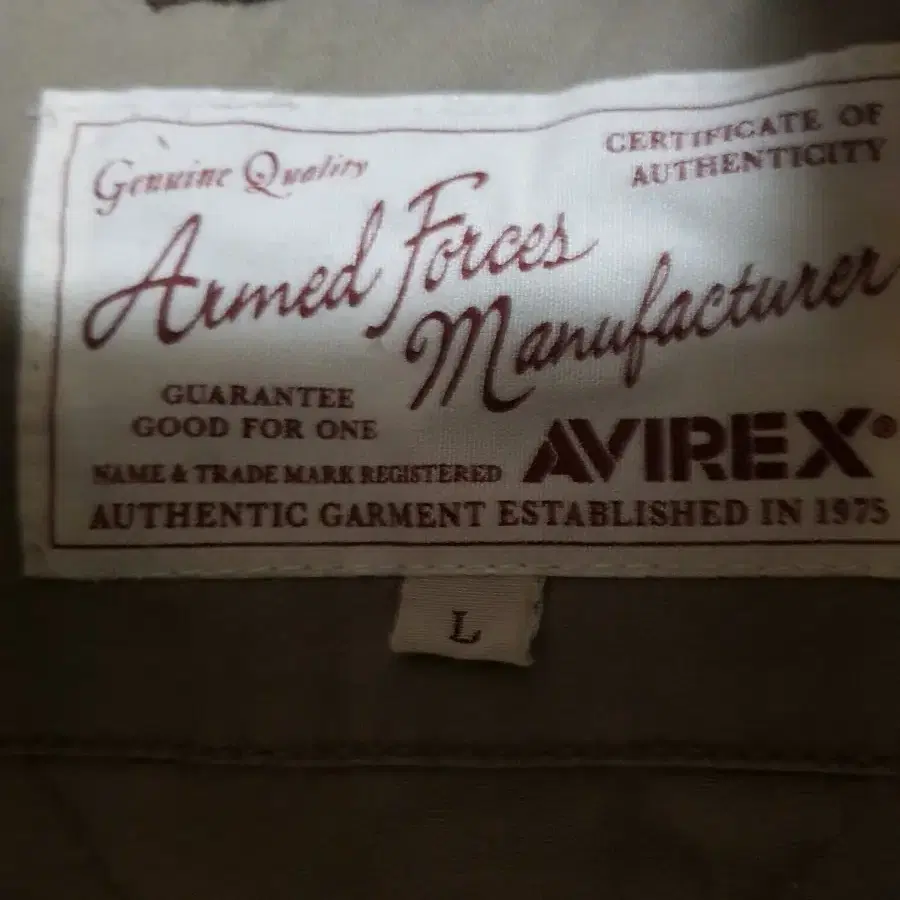 Genuine Quality
CERTIFICATE OF
AUTHENTICITY
Armed Forces
Manufacturer
GUARANTEE
GOOD FOR ONE
NAME & TRADE MARK REGISTERED
AVIREX®
AUTHENTIC GARMENT ESTABLISHED IN 1975
L